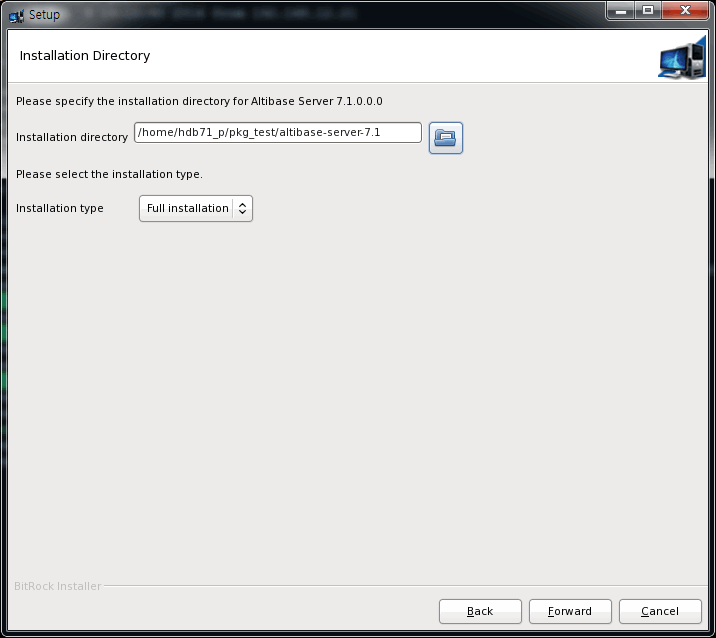 Setup
Installation Directory
Please specify the installation directory for Altibase Server 7.1.0.0.0
Installation directory /home/hdb71_p/pkg_test/altibase-server-7.1
Please select the installation type.
Installation type Full installation
BitRock Installer
Back Forward Cancel